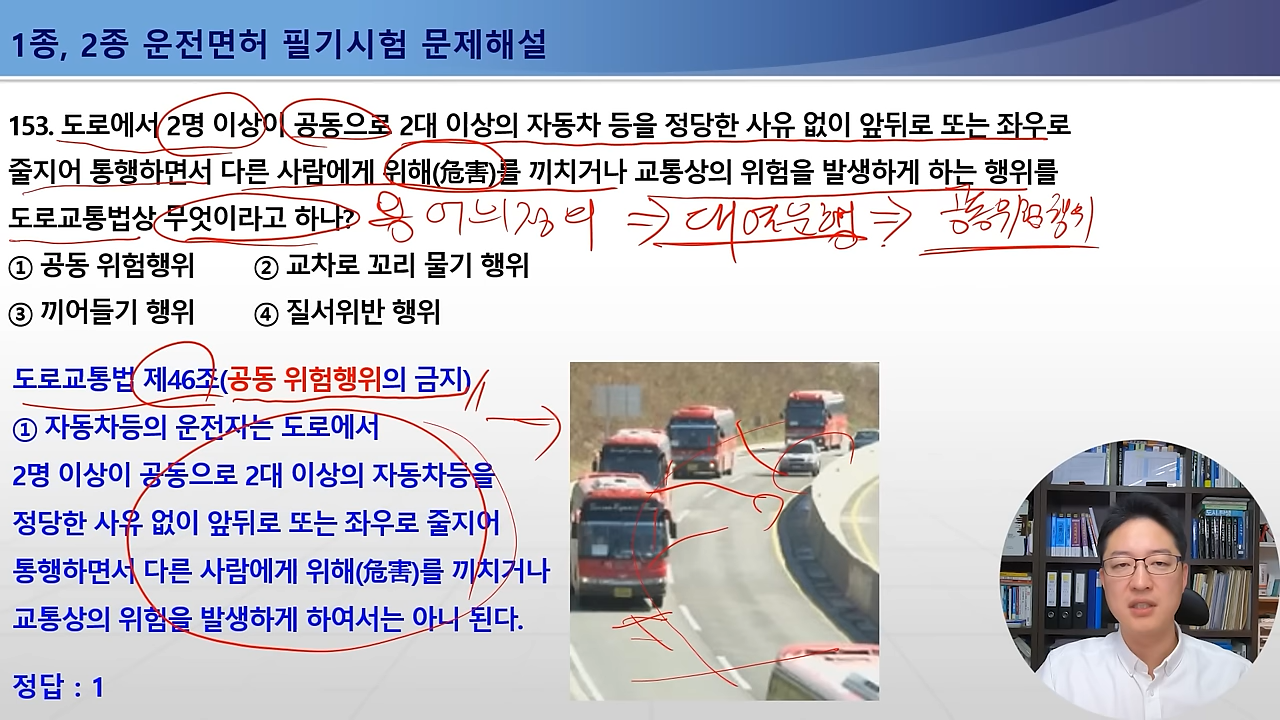 1종, 2종 운전면허 필기시험 문제해설
153. 도로에서 2명 이상이 공동으로 2대 이상의 자동차 등을 정당한 사유 없이 앞뒤로 또는 좌우로
줄지어 통행하면서 다른 사람에게 위해(危害)를 끼치거나 교통상의 위험을 발생하게 하는 행위를
도로교통법상 무엇이라고 하나? 용어의정의 ⇒ 대열운행 ⇒ 공동위험행위
① 공동 위험행위 ② 교차로 꼬리 물기 행위
③ 끼어들기 행위 ④ 질서위반 행위
도로교통법 제46조(공동 위험행위의 금지)
① 자동차등의 운전자는 도로에서
2명 이상이 공동으로 2대 이상의 자동차등을
정당한 사유 없이 앞뒤로 또는 좌우로 줄지어
통행하면서 다른 사람에게 위해(危害)를 끼치거나
교통상의 위험을 발생하게 하여서는 아니 된다.
정답 : 1